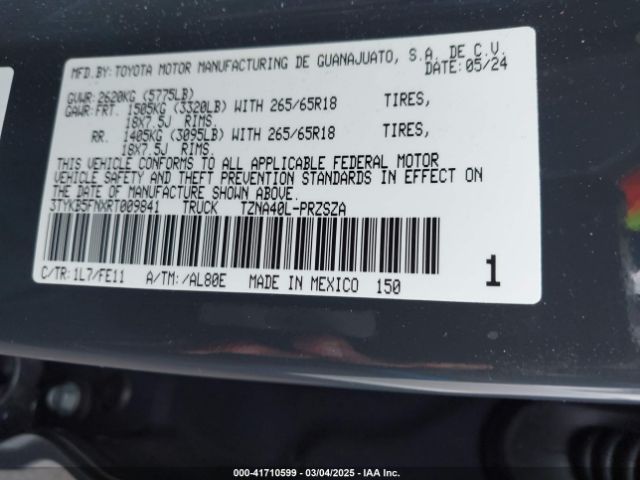 MFD.BY: TOYOTA MOTOR MANUFACTURING DE GUANAJUATO, S.A. DE C.V.
DATE: 05/24
GVWR: 2620KG (5775LB)
GAWR: FRT. 1505KG (3320LB) WITH 265/65R18 TIRES,
18X7.5J RIMS.
RR. 1405KG (3095LB) WITH 265/65R18 TIRES,
18X7.5J RIMS.
THIS VEHICLE CONFORMS TO ALL APPLICABLE FEDERAL MOTOR
VEHICLE SAFETY AND THEFT PREVENTION STANDARDS IN EFFECT ON
THE DATE OF MANUFACTURE SHOWN ABOVE.
3TYKB5FNXRT009841 TRUCK TZNA40L-PRZSZA
C/TR: 1L7/FE11 A/TM: /AL80E MADE IN MEXICO 150
1
000-41710599 — 03/04/2025 — IAA Inc.